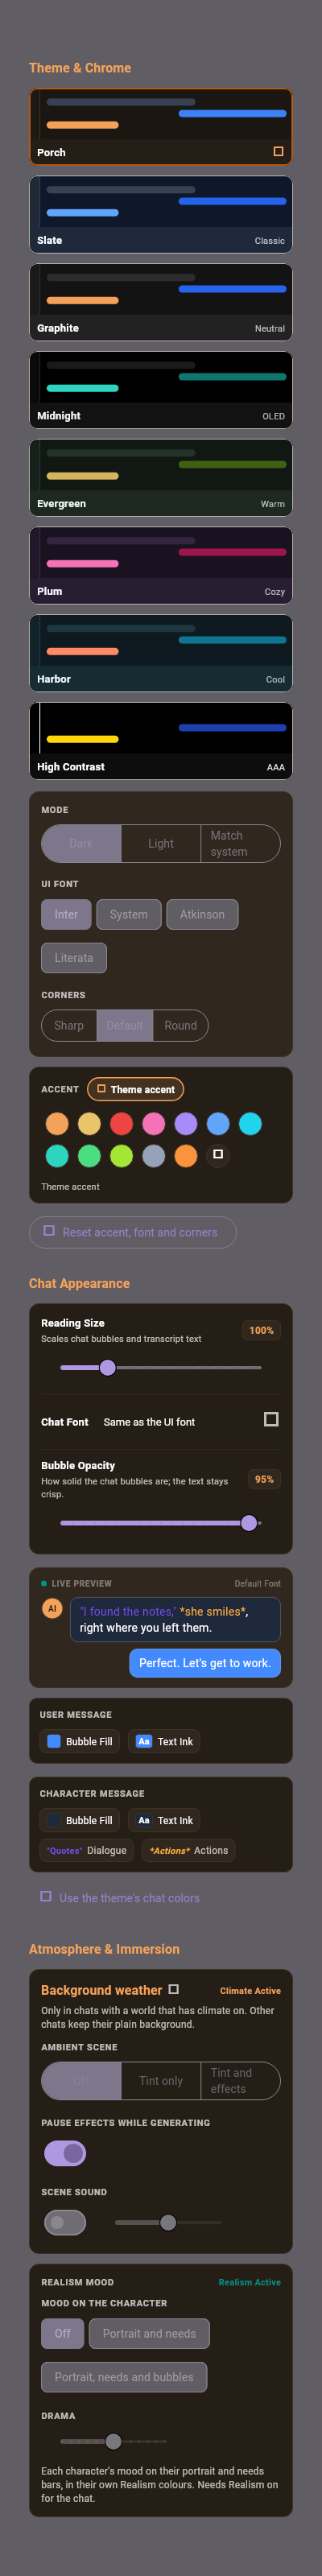 Theme & Chrome
Porch
Slate Classic
Graphite Neutral
Midnight OLED
Evergreen Warm
Plum Cozy
Harbor Cool
High Contrast AAA
MODE
Dark Light Match
system
UI FONT
Inter System Atkinson
Literata
CORNERS
Sharp Default Round
ACCENT Theme accent
Theme accent
Reset accent, font and corners
Chat Appearance
Reading Size
Scales chat bubbles and transcript text
100%
Chat Font Same as the UI font
Bubble Opacity
How solid the chat bubbles are; the text stays
crisp.
95%
LIVE PREVIEW Default Font
AI
"I found the notes," *she smiles*,
right where you left them.
Perfect. Let's get to work.
USER MESSAGE
Bubble Fill Aa Text Ink
CHARACTER MESSAGE
Bubble Fill Aa Text Ink
"Quotes" Dialogue *Actions* Actions
Use the theme's chat colors
Atmosphere & Immersion
Background weather Climate Active
Only in chats with a world that has climate on. Other
chats keep their plain background.
AMBIENT SCENE
Off Tint only Tint and
effects
PAUSE EFFECTS WHILE GENERATING
SCENE SOUND
REALISM MOOD Realism Active
MOOD ON THE CHARACTER
Off Portrait and needs
Portrait, needs and bubbles
DRAMA
Each character's mood on their portrait and needs
bars, in their own Realism colours. Needs Realism on
for the chat.